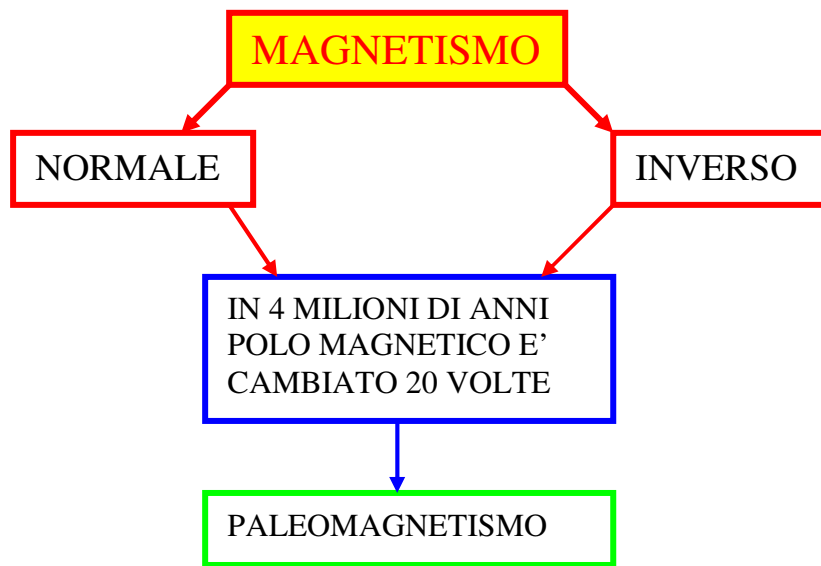 MAGNETISMO
NORMALE
INVERSO
IN 4 MILIONI DI ANNI
POLO MAGNETICO E’
CAMBIATO 20 VOLTE
PALEOMAGNETISMO